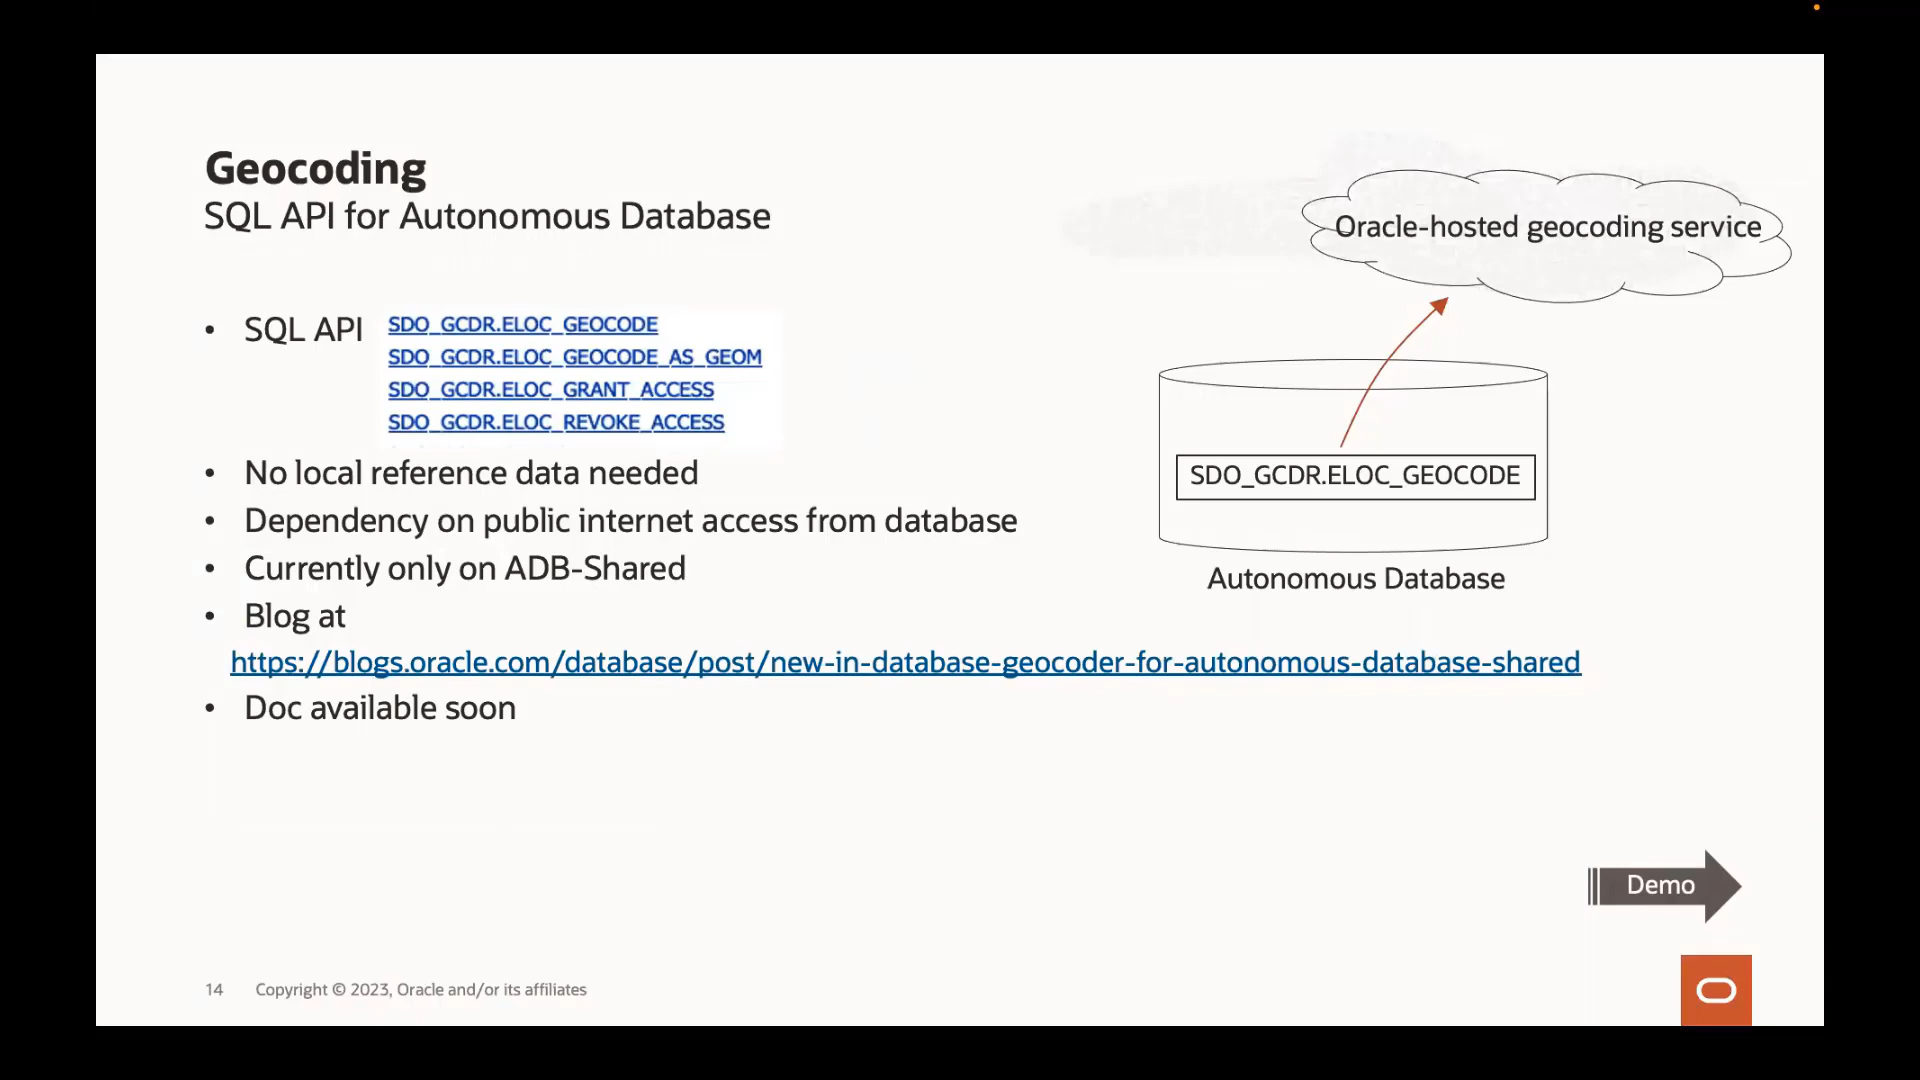 Geocoding
SQL API for Autonomous Database
Oracle-hosted geocoding service
• SQL API
SDO_GCDR.ELOC_GEOCODE
SDO_GCDR.ELOC_GEOCODE_AS_GEOM
SDO_GCDR.ELOC_GRANT_ACCESS
SDO_GCDR.ELOC_REVOKE_ACCESS
• No local reference data needed
• Dependency on public internet access from database
• Currently only on ADB-Shared
• Blog at
https://blogs.oracle.com/database/post/new-in-database-geocoder-for-autonomous-database-shared
• Doc available soon
SDO_GCDR.ELOC_GEOCODE
Autonomous Database
Demo
14 Copyright © 2023, Oracle and/or its affiliates